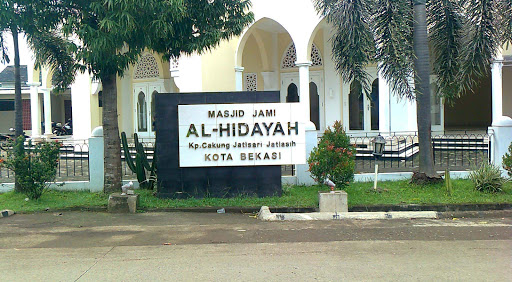 MASJID JAMI
AL-HIDAYAH
Kp.Cakung Jatisari Jatiasih
KOTA BEKASI